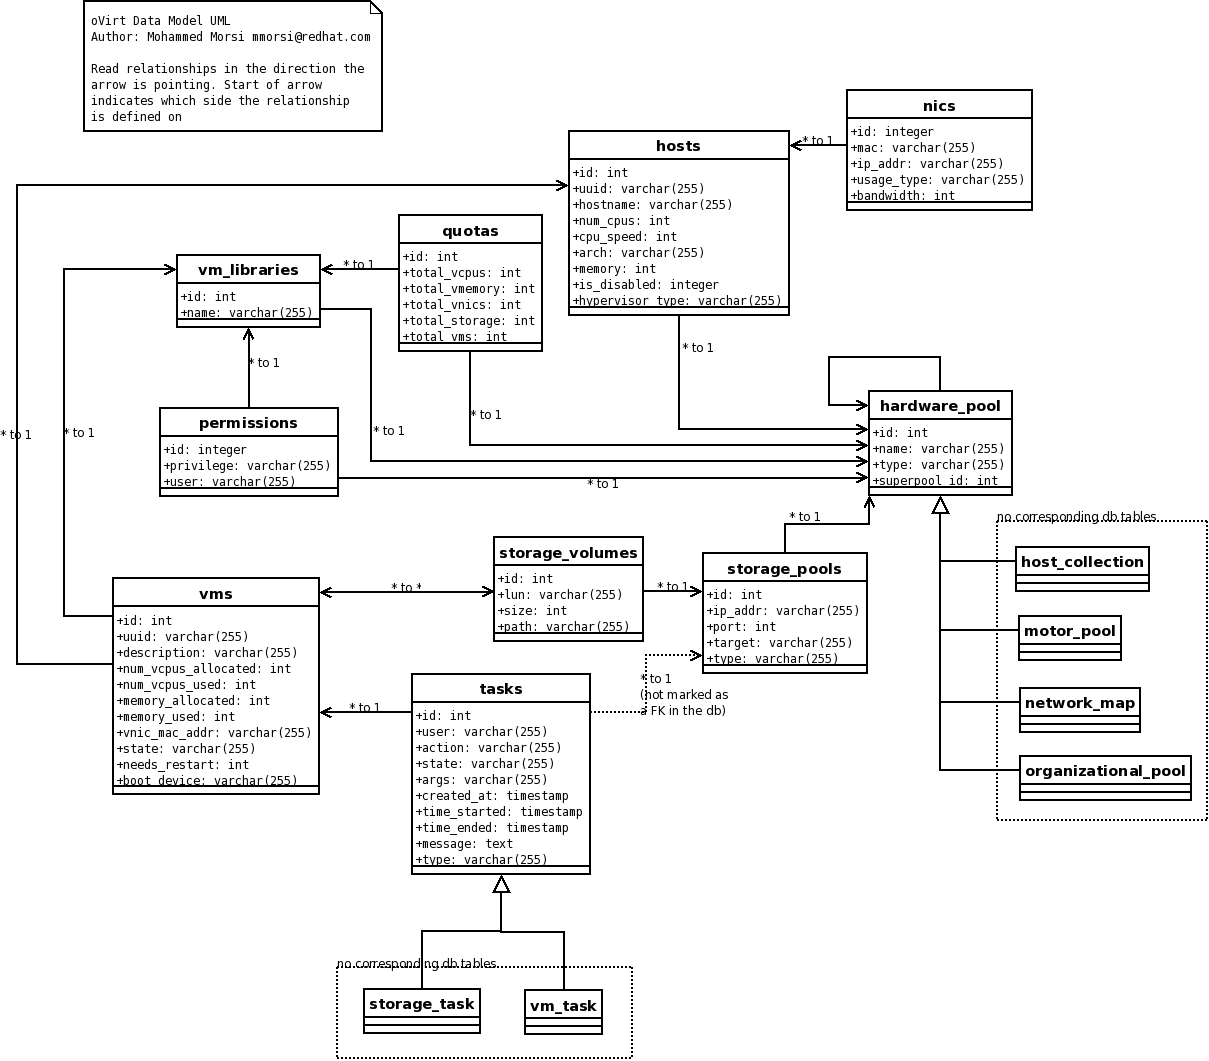 oVirt Data Model UML
Author: Mohammed Morsi mmorsi@redhat.com
Read relationships in the direction the
arrow is pointing. Start of arrow
indicates which side the relationship
is defined on
nics
+id: integer
+mac: varchar(255)
+ip_addr: varchar(255)
+usage_type: varchar(255)
+bandwidth: int
* to 1
hosts
+id: int
+uuid: varchar(255)
+hostname: varchar(255)
+num_cpus: int
+cpu_speed: int
+arch: varchar(255)
+memory: int
+is_disabled: integer
+hypervisor_type: varchar(255)
* to 1
quotas
+id: int
+total_vcpus: int
+total_vmemory: int
+total_vnics: int
+total_storage: int
+total_vms: int
* to 1
* to 1
vm_libraries
+id: int
+name: varchar(255)
* to 1
* to 1
permissions
+id: integer
+privilege: varchar(255)
+user: varchar(255)
* to 1
* to 1
* to 1
hardware_pool
+id: int
+name: varchar(255)
+type: varchar(255)
+superpool_id: int
no corresponding db tables
host_collection
motor_pool
network_map
organizational_pool
* to 1
storage_pools
+id: int
+ip_addr: varchar(255)
+port: int
+target: varchar(255)
+type: varchar(255)
* to 1
storage_volumes
+id: int
+lun: varchar(255)
+size: int
+path: varchar(255)
* to *
vms
+id: int
+uuid: varchar(255)
+description: varchar(255)
+num_vcpus_allocated: int
+num_vcpus_used: int
+memory_allocated: int
+memory_used: int
+vnic_mac_addr: varchar(255)
+state: varchar(255)
+needs_restart: int
+boot_device: varchar(255)
* to 1
tasks
+id: int
+user: varchar(255)
+action: varchar(255)
+state: varchar(255)
+args: varchar(255)
+created_at: timestamp
+time_started: timestamp
+time_ended: timestamp
+message: text
+type: varchar(255)
* to 1
(not marked as
a FK in the db)
no corresponding db tables
storage_task
vm_task